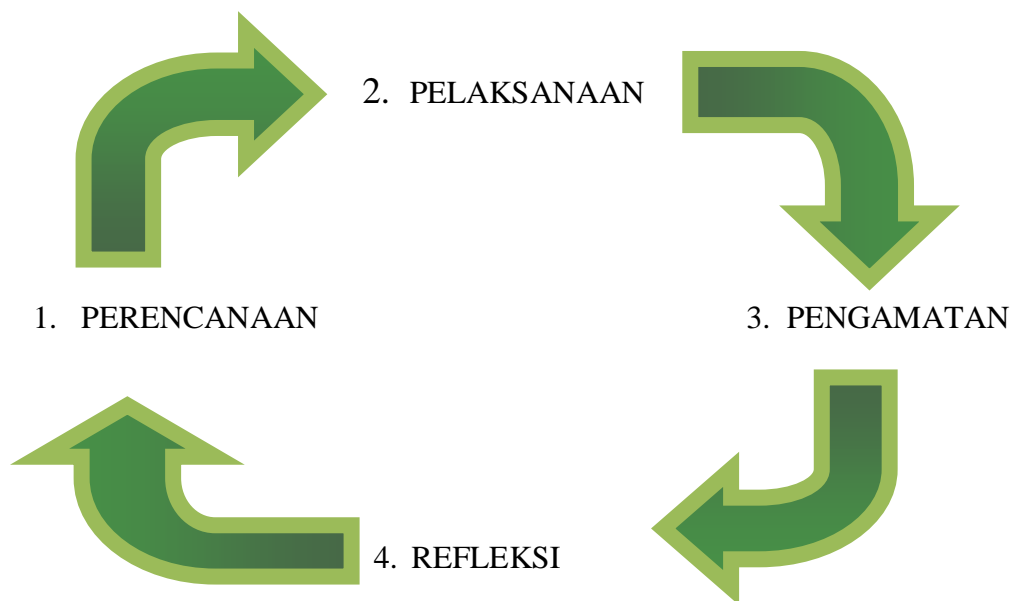 2. PELAKSANAAN
1. PERENCANAAN
3. PENGAMATAN
4. REFLEKSI